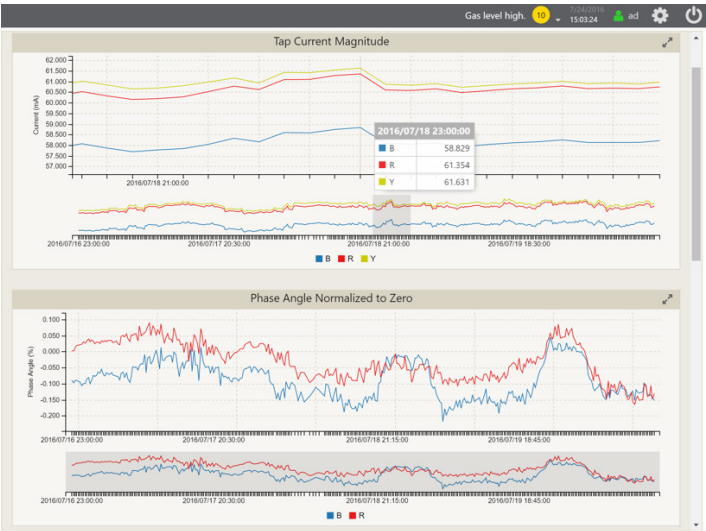 Gas level high. 10 7/24/2016 15:03:24 ad
Tap Current Magnitude
Current (mA)
62.000
61.500
61.000
60.500
60.000
59.500
59.000
58.500
58.000
57.500
57.000
2016/07/18 21:00:00
2016/07/18 23:00:00
B 58.829
R 61.354
Y 61.631
2016/07/16 23:00:00 2016/07/17 20:30:00 2016/07/18 21:00:00 2016/07/19 18:30:00
B R Y
Phase Angle Normalized to Zero
Phase Angle (%)
0.100
0.050
0.000
-0.050
-0.100
-0.150
-0.200
2016/07/16 23:00:00 2016/07/17 20:30:00 2016/07/18 21:15:00 2016/07/19 18:45:00
2016/07/16 23:00:00 2016/07/17 20:30:00 2016/07/18 21:15:00 2016/07/19 18:45:00
B R